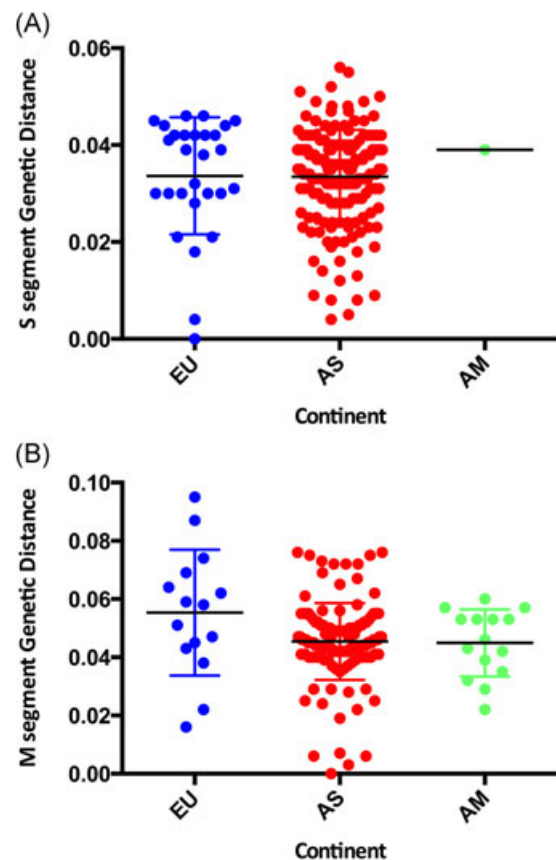 (A)
0.06
0.04
0.02
0.00
S segment Genetic Distance
EU
AS
AM
Continent
(B)
0.10
0.08
0.06
0.04
0.02
0.00
M segment Genetic Distance
EU
AS
AM
Continent